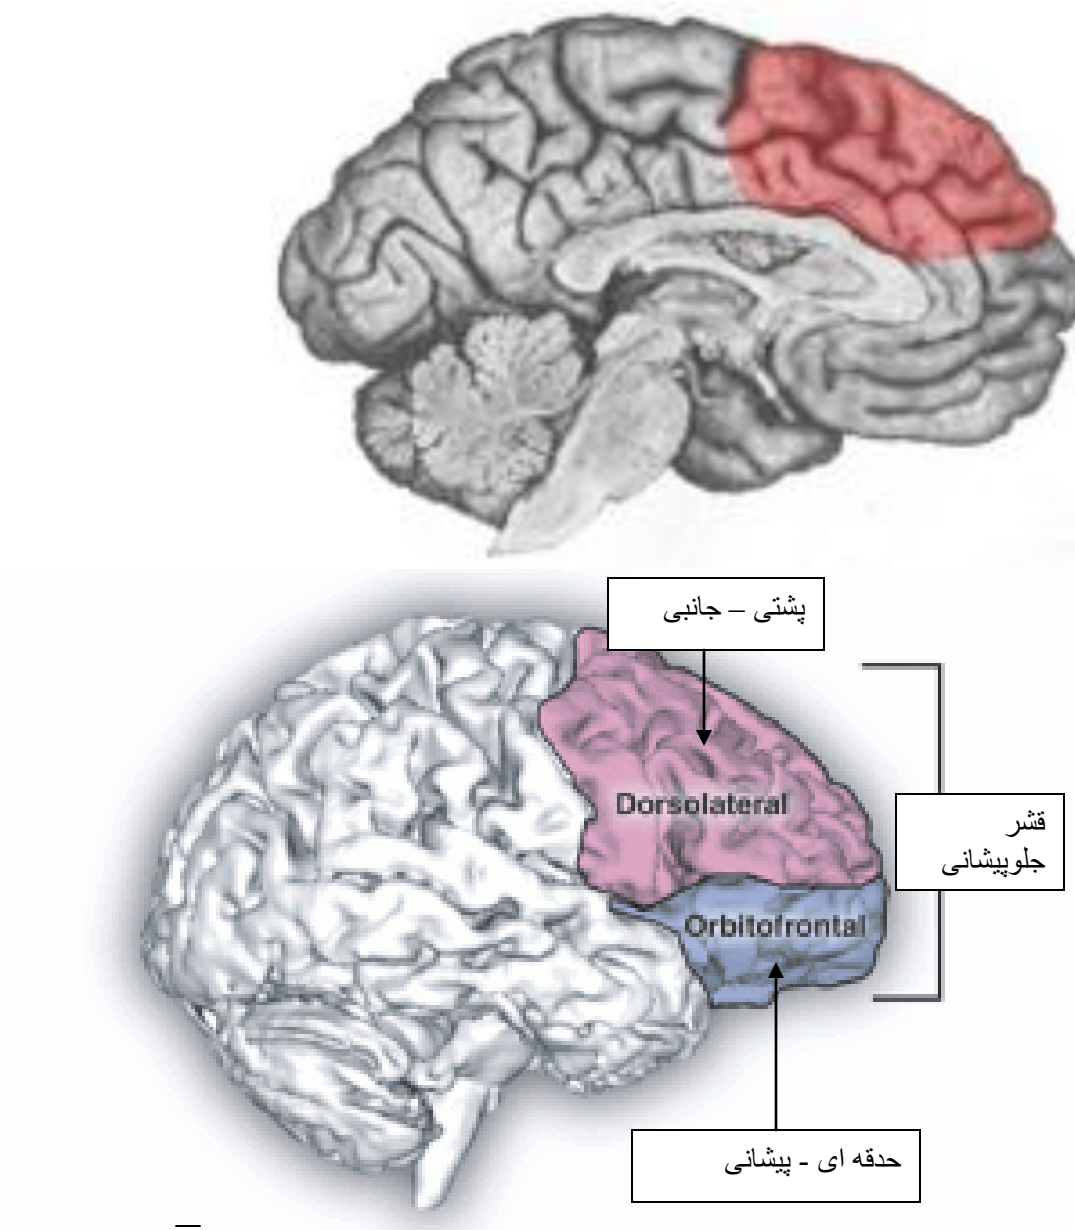 پشتی – جانبی
Dorsolateral
قشر
جلوپیشانی
Orbitofrontal
حدقه ای - پیشانی